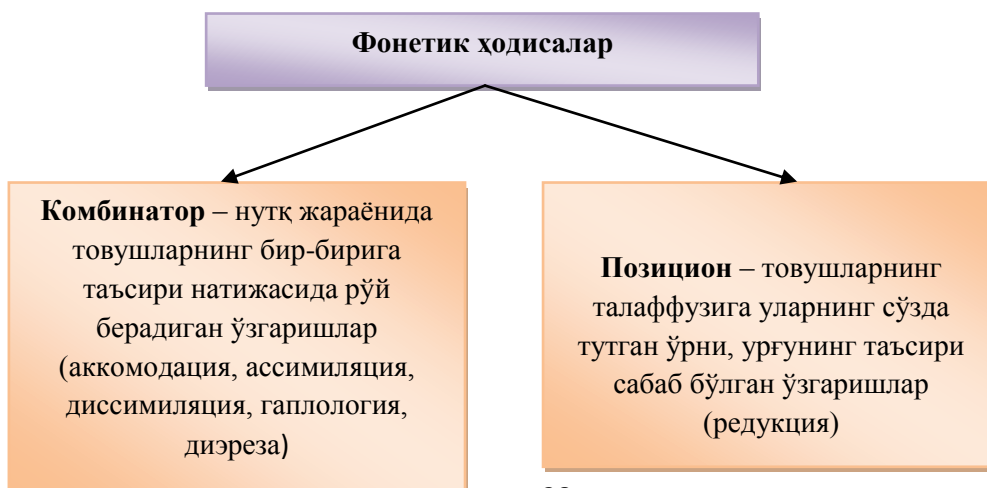 Фонетик ҳодисалар
Комбинатор – нутқ жараёнида
товушларнинг бир-бирига
таъсири натижасида рўй
берадиган ўзгаришлар
(аккомодация, ассимиляция,
диссимиляция, гаплология,
диэреза)
Позицион – товушларнинг
талаффузига уларнинг сўзда
тутган ўрни, урғунинг таъсири
сабаб бўлган ўзгаришлар
(редукция)